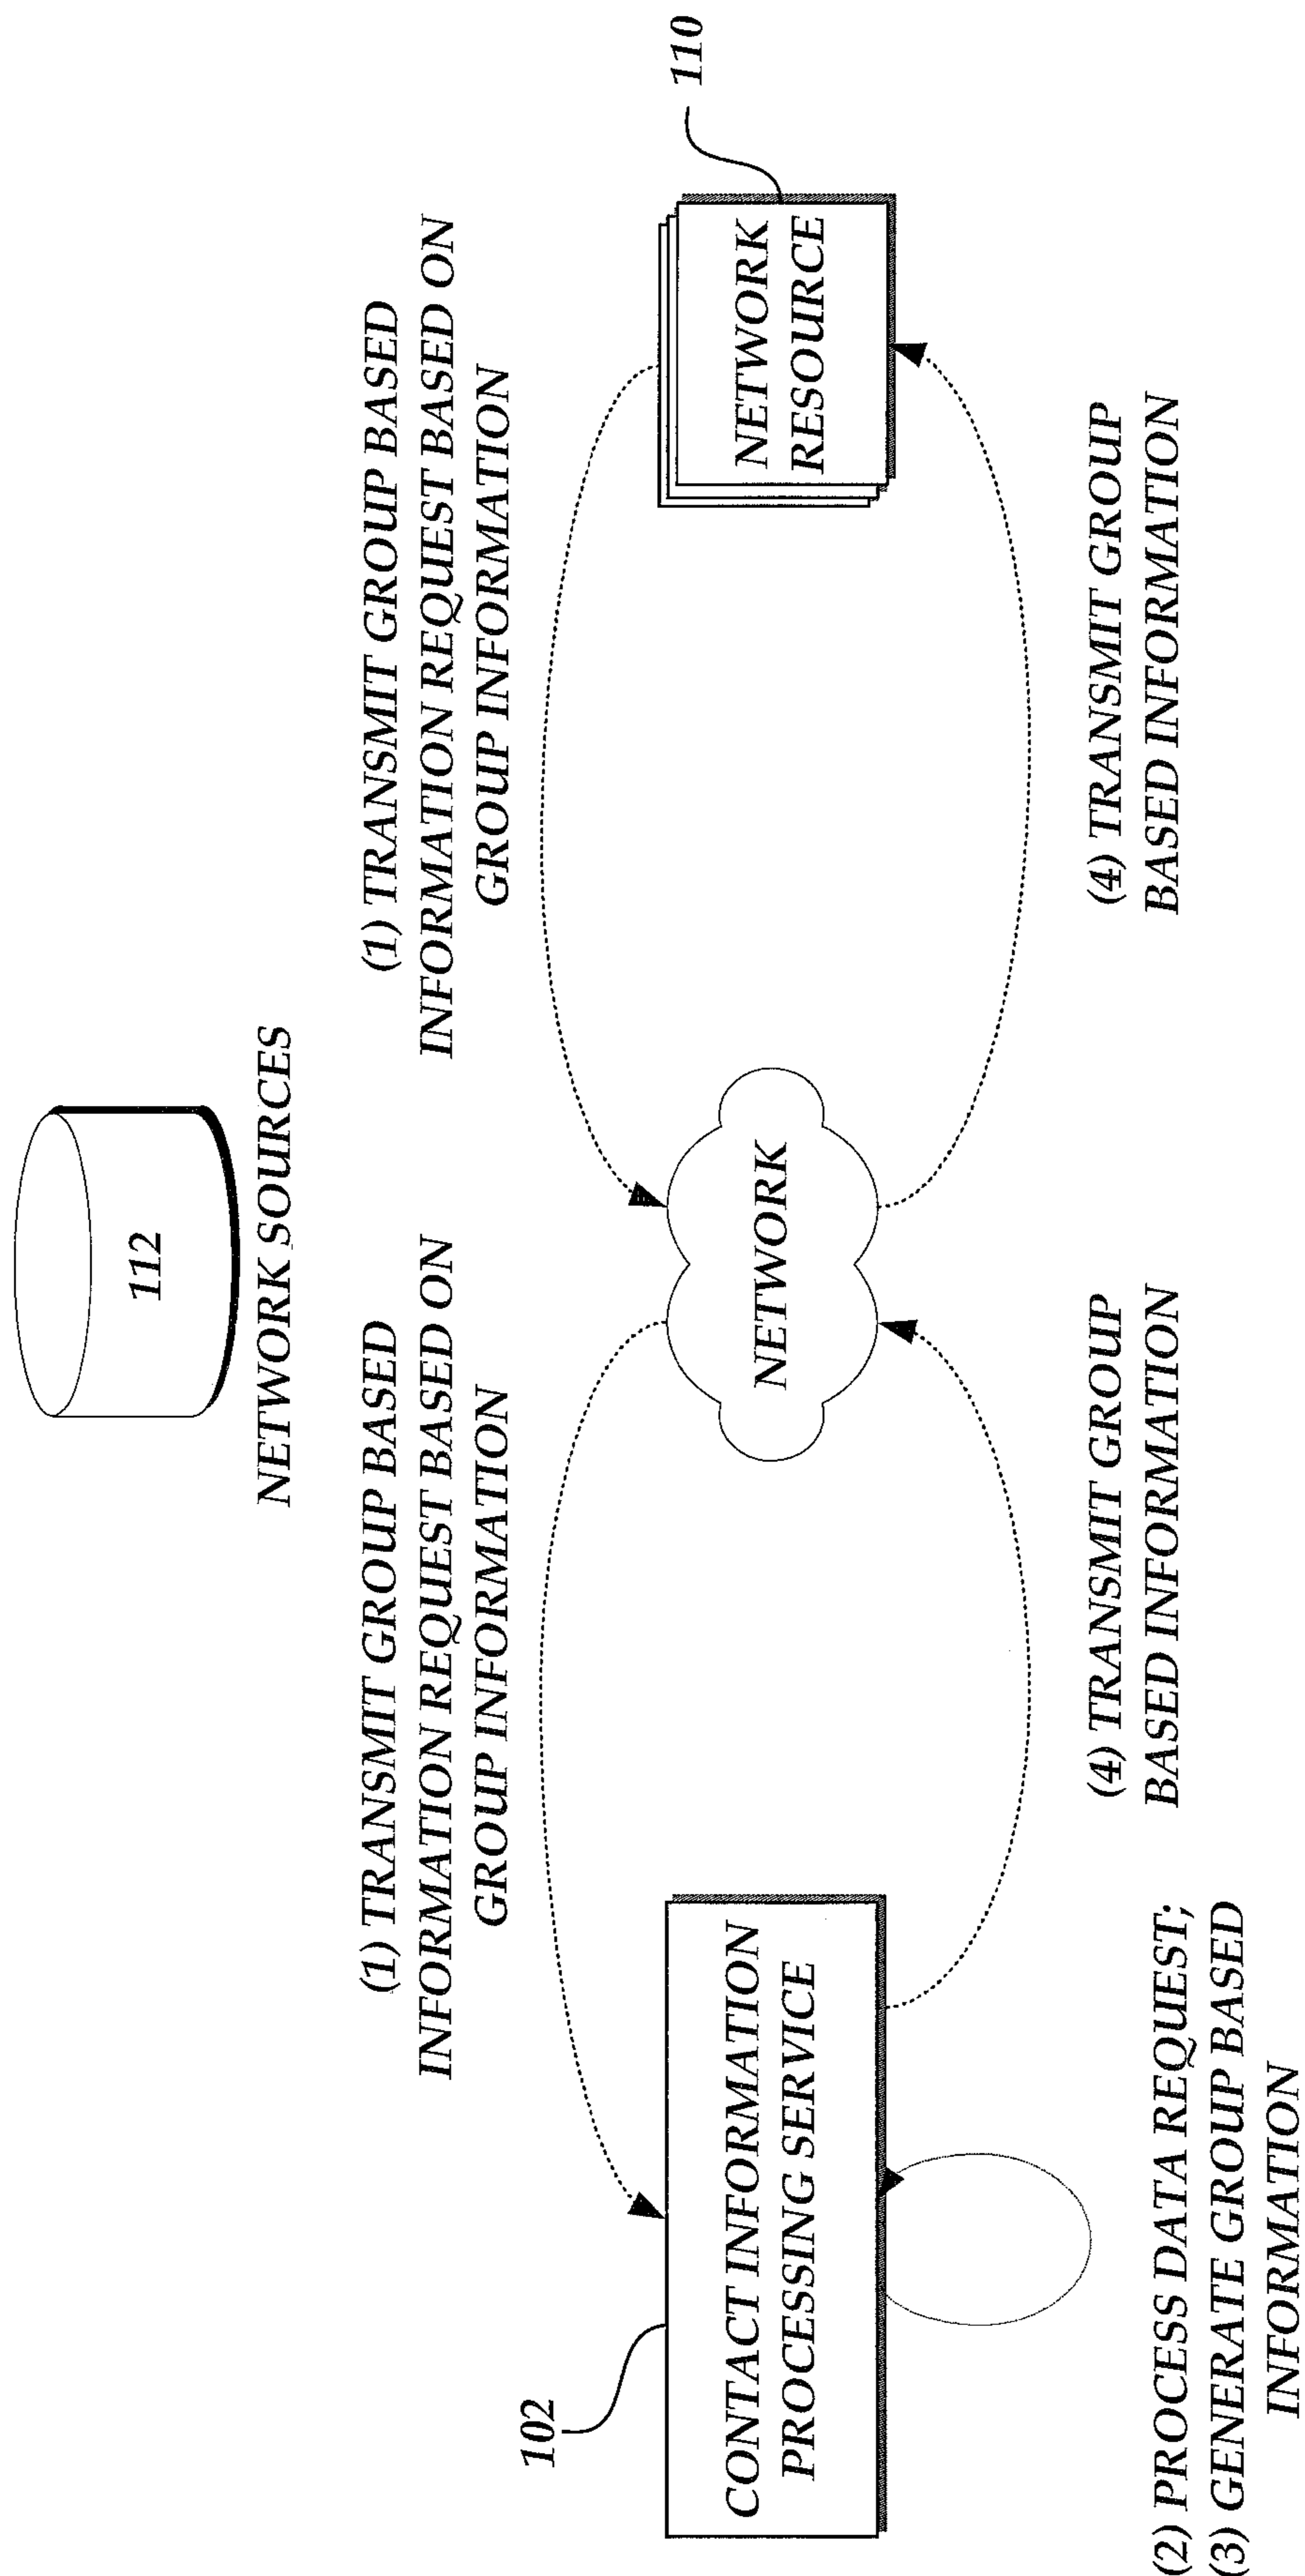 112
NETWORK SOURCES
(1) TRANSMIT GROUP BASED
INFORMATION REQUEST BASED ON
GROUP INFORMATION
(1) TRANSMIT GROUP BASED
INFORMATION REQUEST BASED ON
GROUP INFORMATION
102
CONTACT INFORMATION
PROCESSING SERVICE
NETWORK
NETWORK
RESOURCE
110
(4) TRANSMIT GROUP
BASED INFORMATION
(4) TRANSMIT GROUP
BASED INFORMATION
(2) PROCESS DATA REQUEST;
(3) GENERATE GROUP BASED
INFORMATION